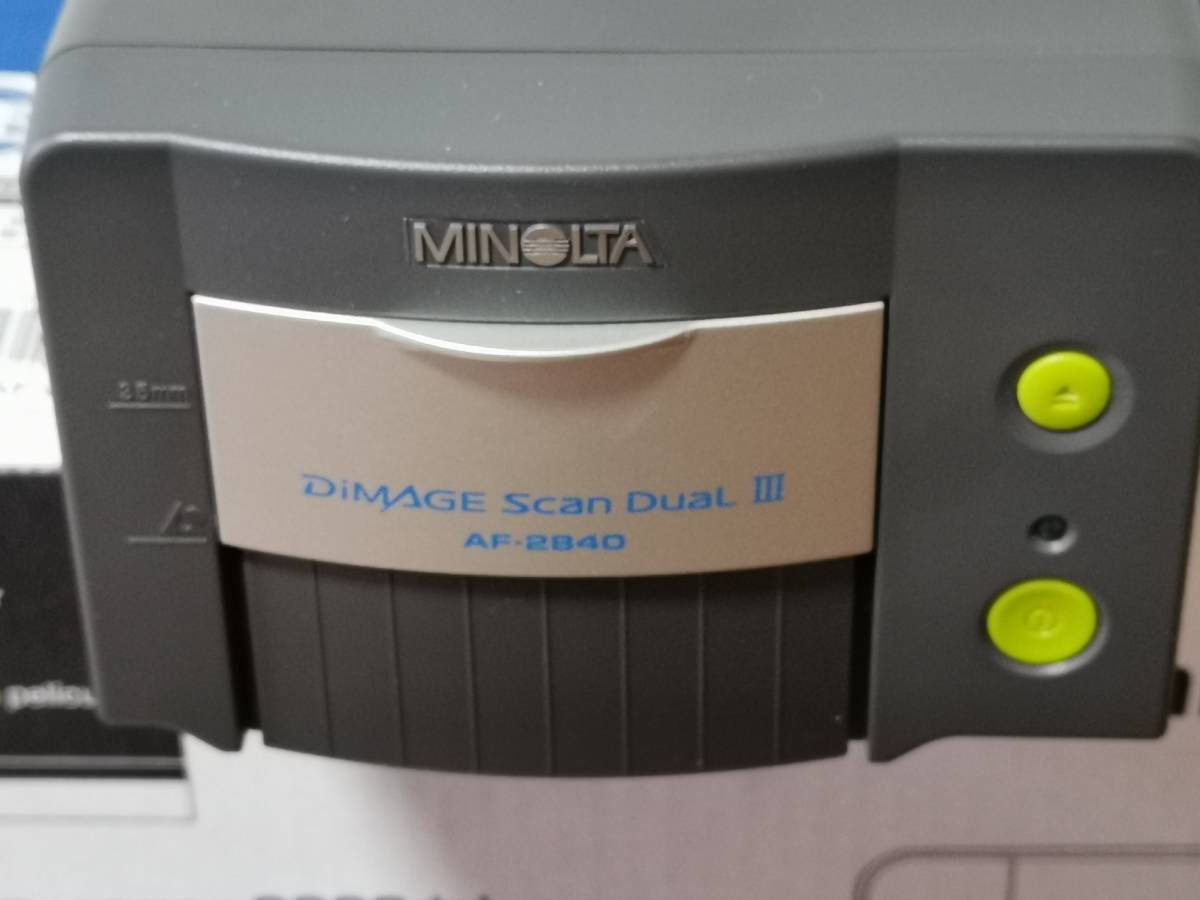 MINOLTA
35mm
DiMAGE Scan Dual III
AF-2840